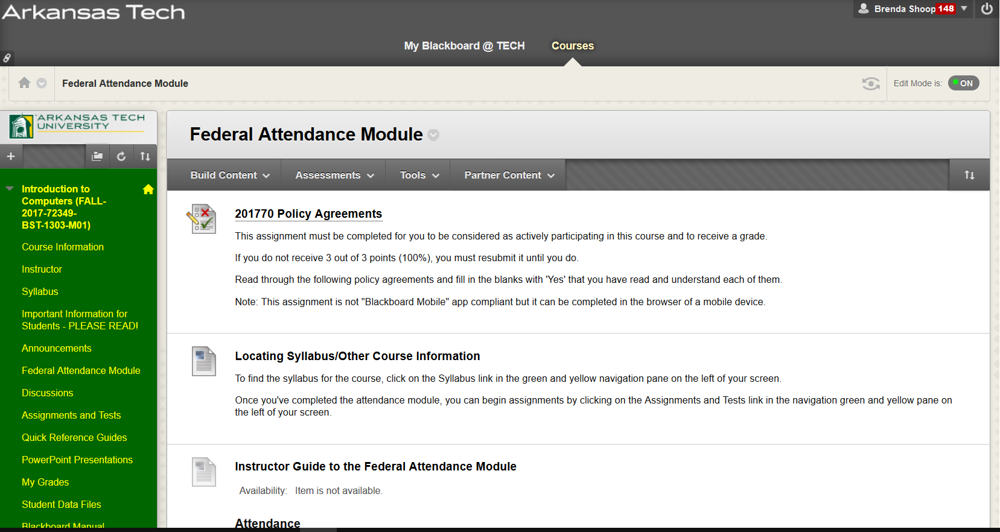 Arkansas Tech
Brenda Shoop 148
My Blackboard @ TECH Courses
Federal Attendance Module
Edit Mode is: ON
ARKANSAS TECH
UNIVERSITY
Introduction to
Computers (FALL-
2017-72349-
BST-1303-M01)
Course Information
Instructor
Syllabus
Important Information for
Students - PLEASE READ!
Announcements
Federal Attendance Module
Discussions
Assignments and Tests
Quick Reference Guides
PowerPoint Presentations
My Grades
Student Data Files
Blackboard Manual
Federal Attendance Module
Build Content Assessments Tools Partner Content
201770 Policy Agreements
This assignment must be completed for you to be considered as actively participating in this course and to receive a grade.
If you do not receive 3 out of 3 points (100%), you must resubmit it until you do.
Read through the following policy agreements and fill in the blanks with 'Yes' that you have read and understand each of them.
Note: This assignment is not "Blackboard Mobile" app compliant but it can be completed in the browser of a mobile device.
Locating Syllabus/Other Course Information
To find the syllabus for the course, click on the Syllabus link in the green and yellow navigation pane on the left of your screen.
Once you've completed the attendance module, you can begin assignments by clicking on the Assignments and Tests link in the navigation green and yellow pane on
the left of your screen.
Instructor Guide to the Federal Attendance Module
Availability: Item is not available.
Attendance